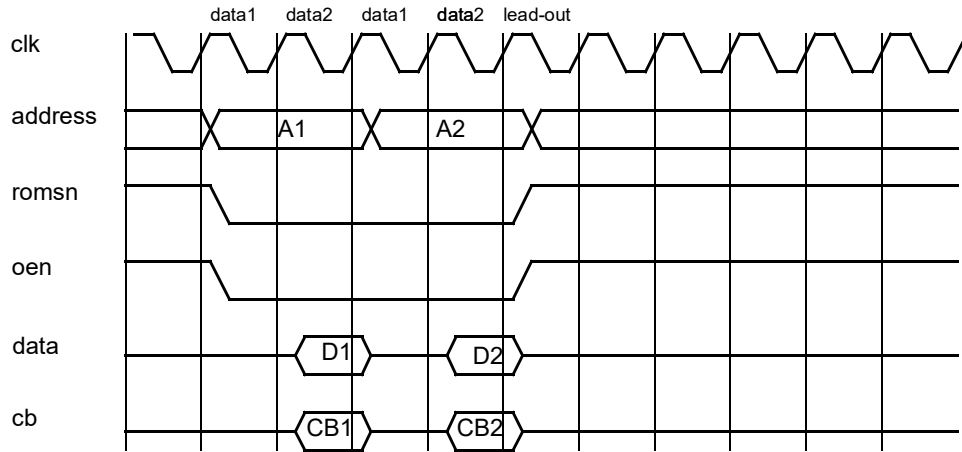 data1 data2 data1 data2 lead-out
clk
address A1 A2
romsn
oen
data D1 D2
cb CB1 CB2